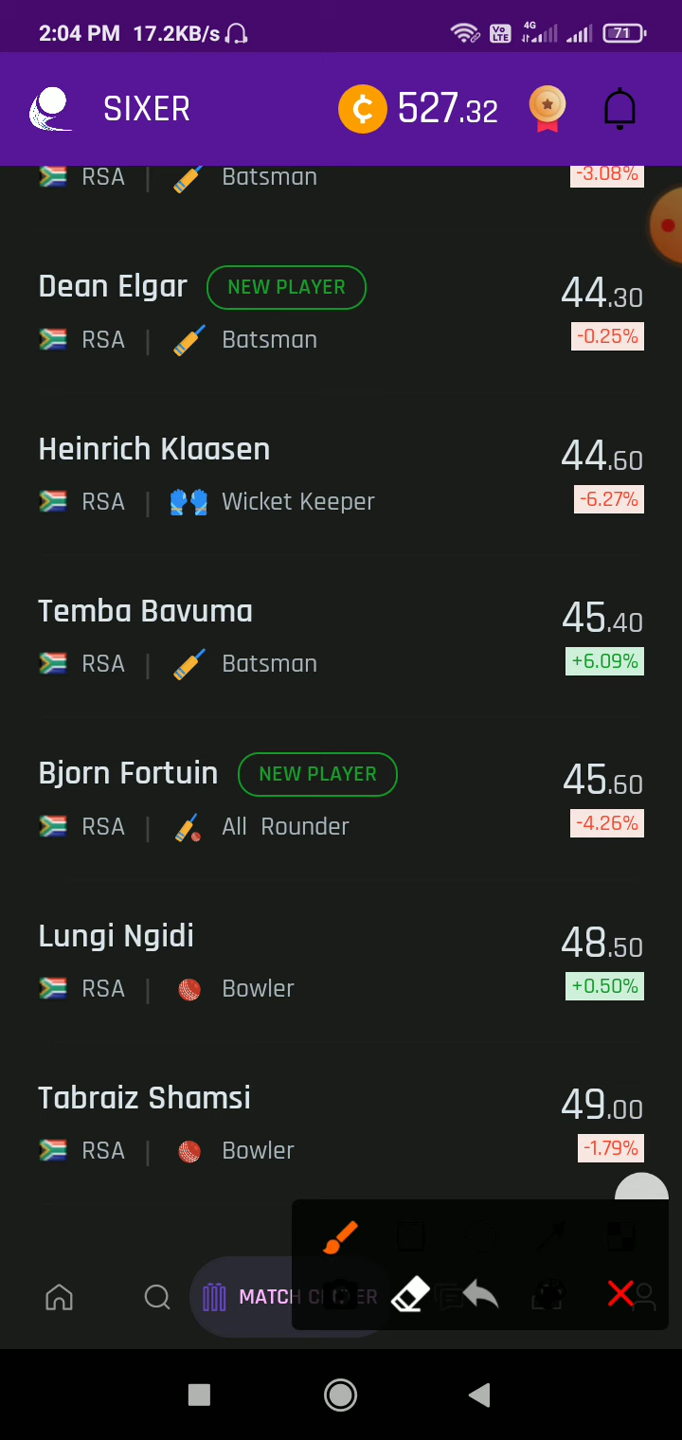 2:04 PM 17.2KB/s Vo LTE 4G 71
SIXER 527.32
RSA | Batsman -3.08%
Dean Elgar NEW PLAYER 44.30
RSA | Batsman -0.25%
Heinrich Klaasen 44.60
RSA | Wicket Keeper -6.27%
Temba Bavuma 45.40
RSA | Batsman +6.09%
Bjorn Fortuin NEW PLAYER 45.60
RSA | All Rounder -4.26%
Lungi Ngidi 48.50
RSA | Bowler +0.50%
Tabraiz Shamsi 49.00
RSA | Bowler -1.79%
MATCH